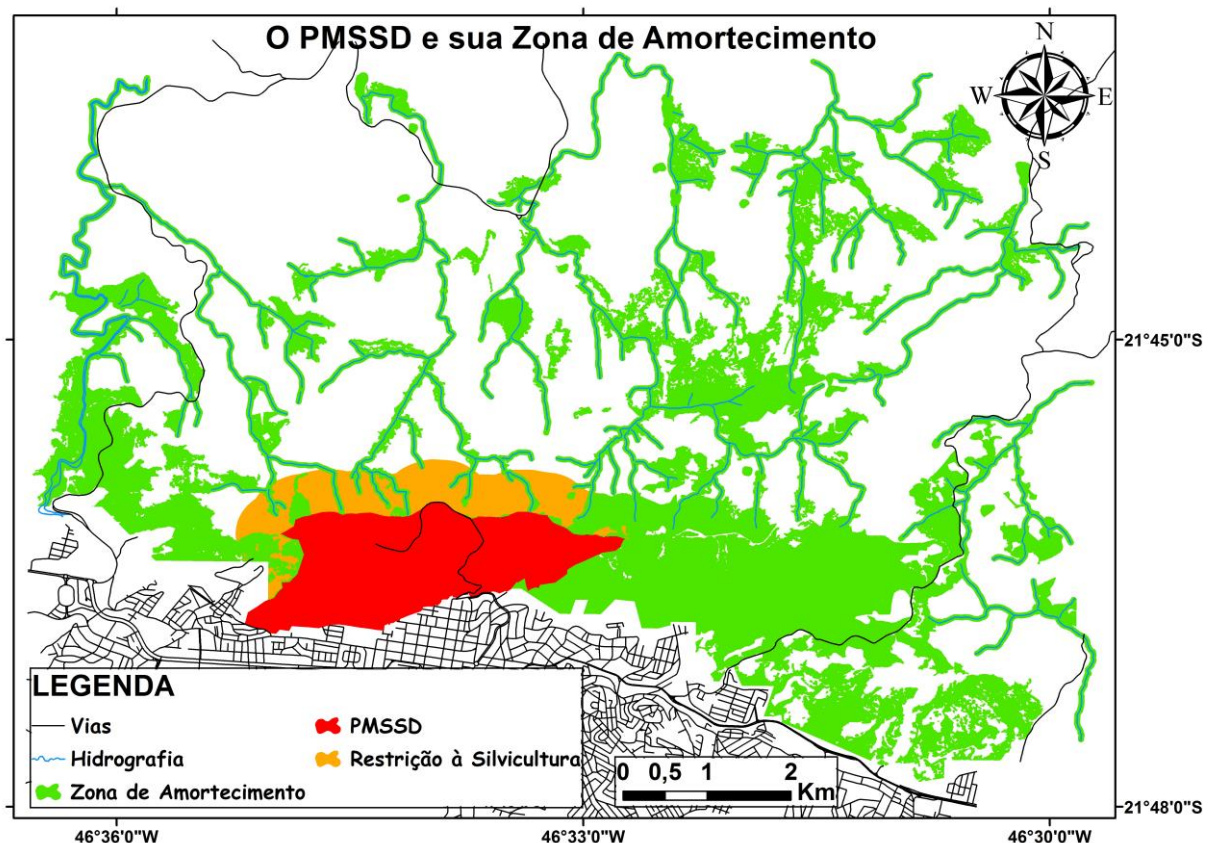 O PMSSD e sua Zona de Amortecimento
N
W E
S
21°45'0"S
LEGENDA
Vias
Hidrografia
Zona de Amortecimento
PMSSD
Restrição à Silvicultura
0 0,5 1 2
Km
21°48'0"S
46°36'0"W 46°33'0"W 46°30'0"W